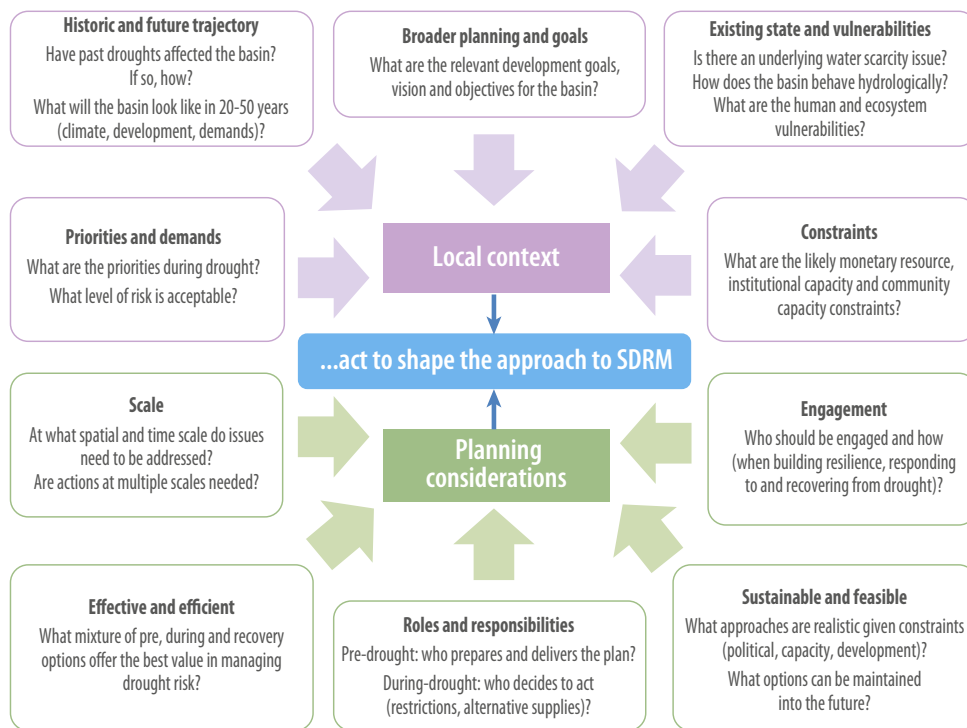 Historic and future trajectory
Have past droughts affected the basin?
If so, how?
What will the basin look like in 20-50 years
(climate, development, demands)?
Broader planning and goals
What are the relevant development goals,
vision and objectives for the basin?
Existing state and vulnerabilities
Is there an underlying water scarcity issue?
How does the basin behave hydrologically?
What are the human and ecosystem
vulnerabilities?
Priorities and demands
What are the priorities during drought?
What level of risk is acceptable?
Local context
Constraints
What are the likely monetary resource,
institutional capacity and community
capacity constraints?
...act to shape the approach to SDRM
Scale
At what spatial and time scale do issues
need to be addressed?
Are actions at multiple scales needed?
Planning
considerations
Engagement
Who should be engaged and how
(when building resilience, responding
to and recovering from drought)?
Effective and efficient
What mixture of pre, during and recovery
options offer the best value in managing
drought risk?
Roles and responsibilities
Pre-drought: who prepares and delivers the plan?
During-drought: who decides to act
(restrictions, alternative supplies)?
Sustainable and feasible
What approaches are realistic given constraints
(political, capacity, development)?
What options can be maintained
into the future?